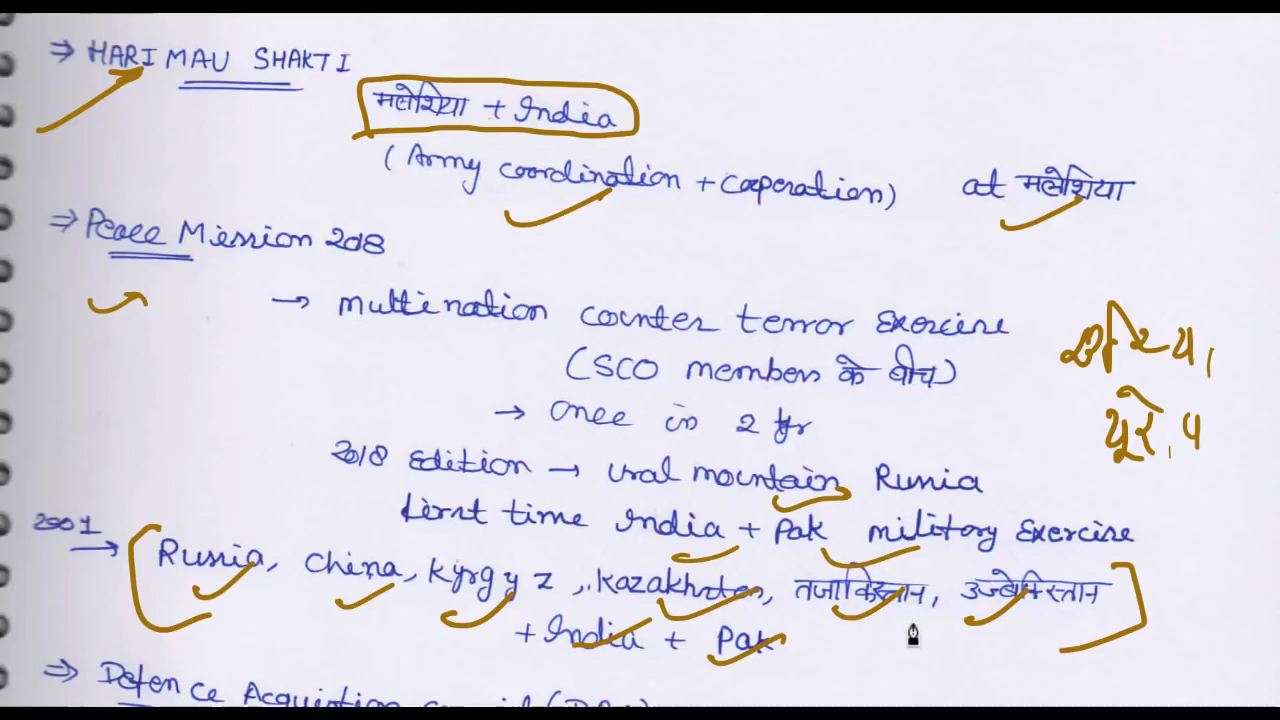 ⇒ HARIMAU SHAKTI
मलेशिया + India
(Army coordination + cooperation) at मलेशिया
⇒ Peace Mission 2018
→ multination counter terror Exercise
(SCO members के बीच)
→ once in 2 yr
2018 Edition → ural mountain Russia
first time India + Pak military Exercise
2001 → Russia, China, Kyrgyz, Kazakhstan, तजाकिस्तान, उज्बेकिस्तान
+ India + Pak
⇒ Defence Acquistion